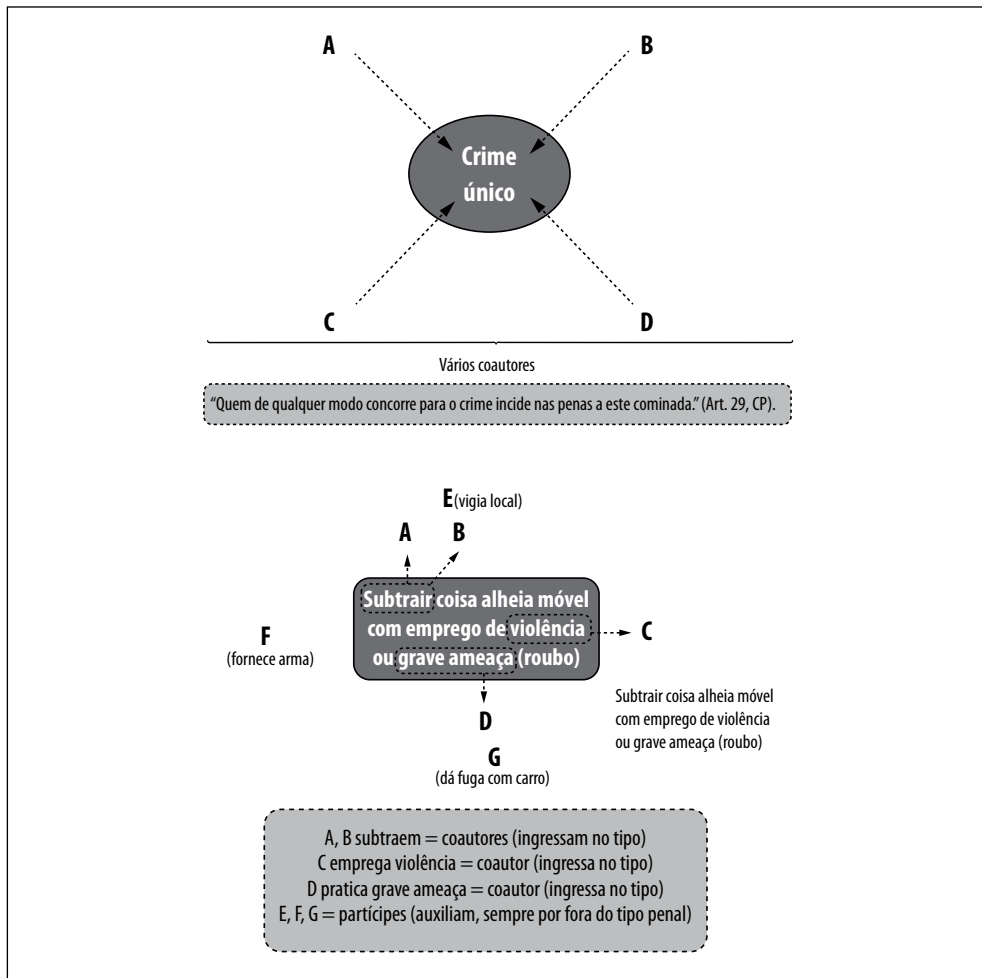 A
B
Crime
único
C
D
Vários coautores
“Quem de qualquer modo concorre para o crime incide nas penas a este cominada.” (Art. 29, CP).
E (vigia local)
A
B
Subtrair coisa alheia móvel
com emprego de violência
ou grave ameaça (roubo)
C
F
(fornece arma)
D
G
(dá fuga com carro)
Subtrair coisa alheia móvel
com emprego de violência
ou grave ameaça (roubo)
A, B subtraem = coautores (ingressam no tipo)
C emprega violência = coautor (ingressa no tipo)
D pratica grave ameaça = coautor (ingressa no tipo)
E, F, G = partícipes (auxiliam, sempre por fora do tipo penal)